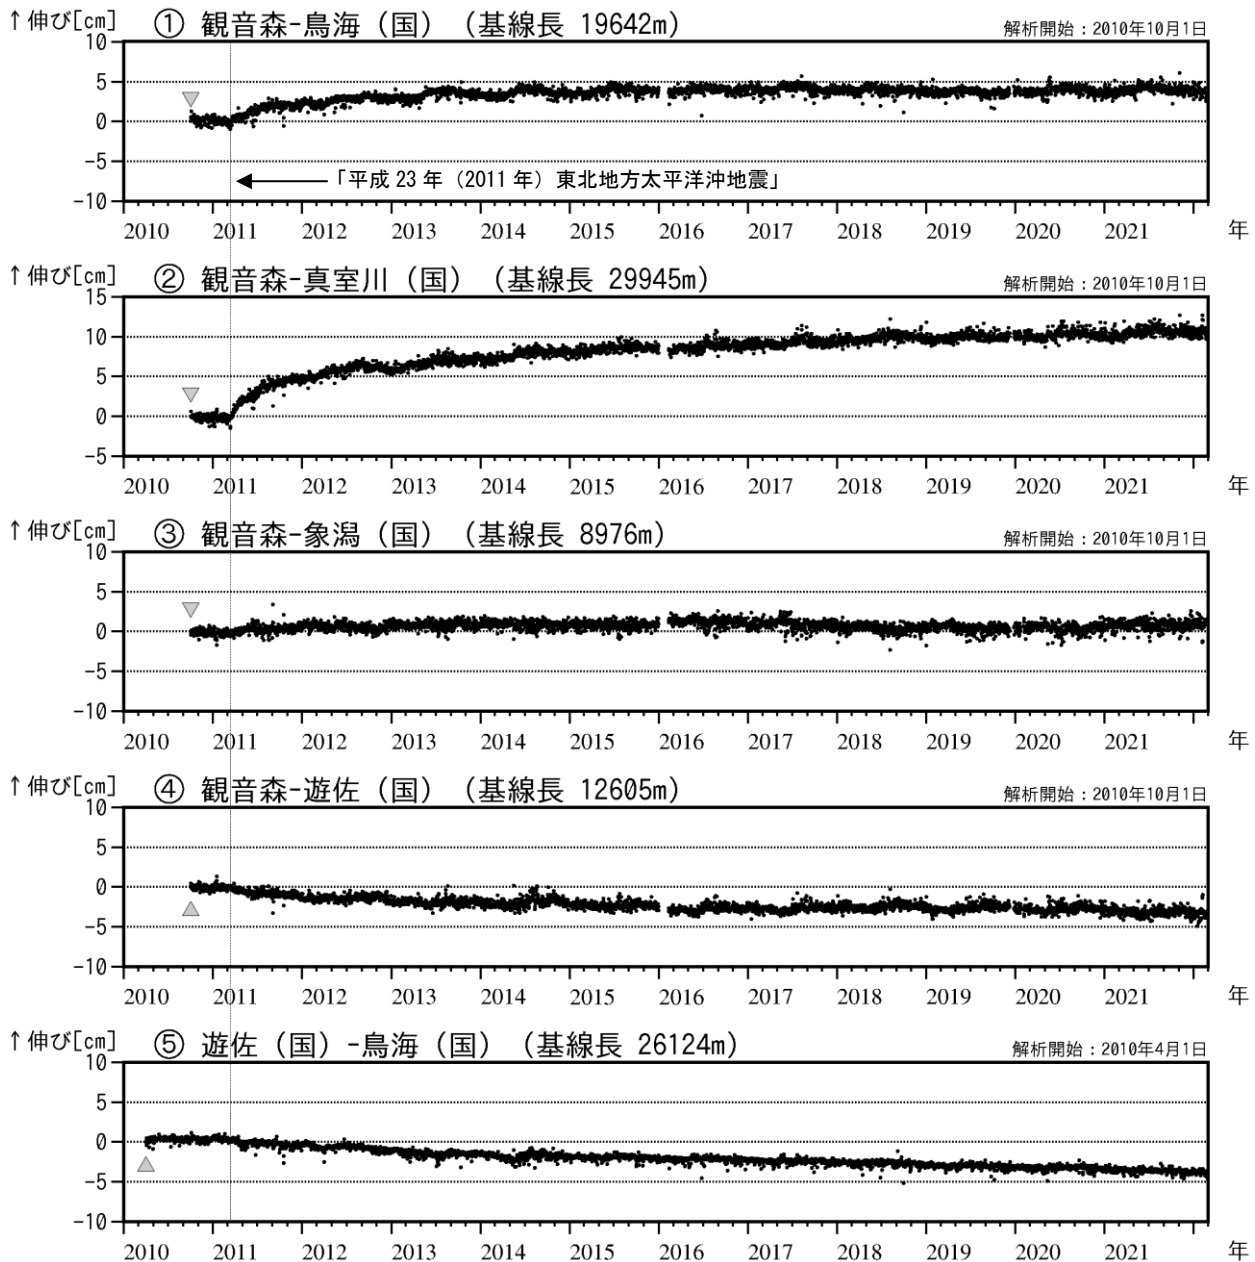 ↑伸び[cm] ① 観音森-鳥海（国）（基線長 19642m） 解析開始：2010年10月1日
10
5
0
-5
「平成 23 年（2011 年）東北地方太平洋沖地震」
-10
2010 2011 2012 2013 2014 2015 2016 2017 2018 2019 2020 2021 年
↑伸び[cm] ② 観音森-真室川（国）（基線長 29945m） 解析開始：2010年10月1日
15
10
5
0
-5
2010 2011 2012 2013 2014 2015 2016 2017 2018 2019 2020 2021 年
↑伸び[cm] ③ 観音森-象潟（国）（基線長 8976m） 解析開始：2010年10月1日
10
5
0
-5
-10
2010 2011 2012 2013 2014 2015 2016 2017 2018 2019 2020 2021 年
↑伸び[cm] ④ 観音森-遊佐（国）（基線長 12605m） 解析開始：2010年10月1日
10
5
0
-5
-10
2010 2011 2012 2013 2014 2015 2016 2017 2018 2019 2020 2021 年
↑伸び[cm] ⑤ 遊佐（国）-鳥海（国）（基線長 26124m） 解析開始：2010年4月1日
10
5
0
-5
-10
2010 2011 2012 2013 2014 2015 2016 2017 2018 2019 2020 2021 年